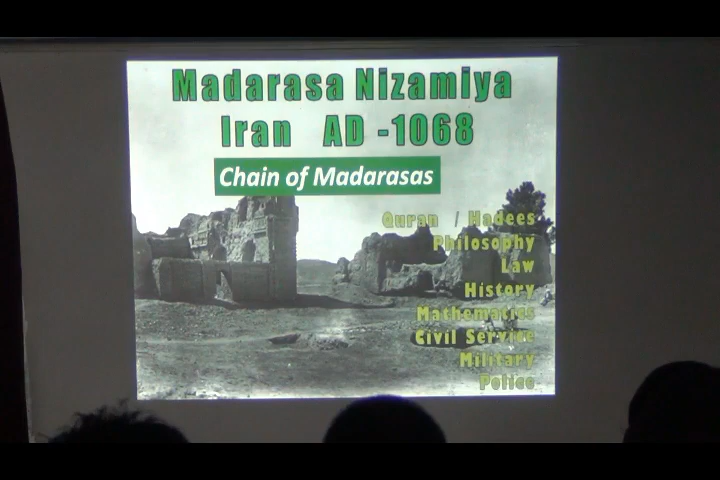 Madarasa Nizamiya
Iran AD -1068
Chain of Madarasas
Quran / Hadees
Philosophy
Law
History
Mathematics
Civil Service
Military
Police